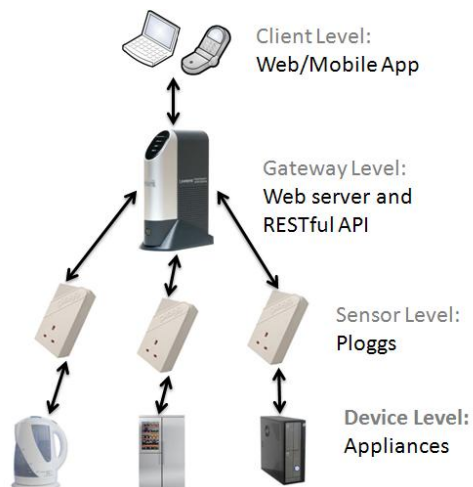 Client Level:
Web/Mobile App
Gateway Level:
Web server and
RESTful API
Sensor Level:
Ploggs
Device Level:
Appliances